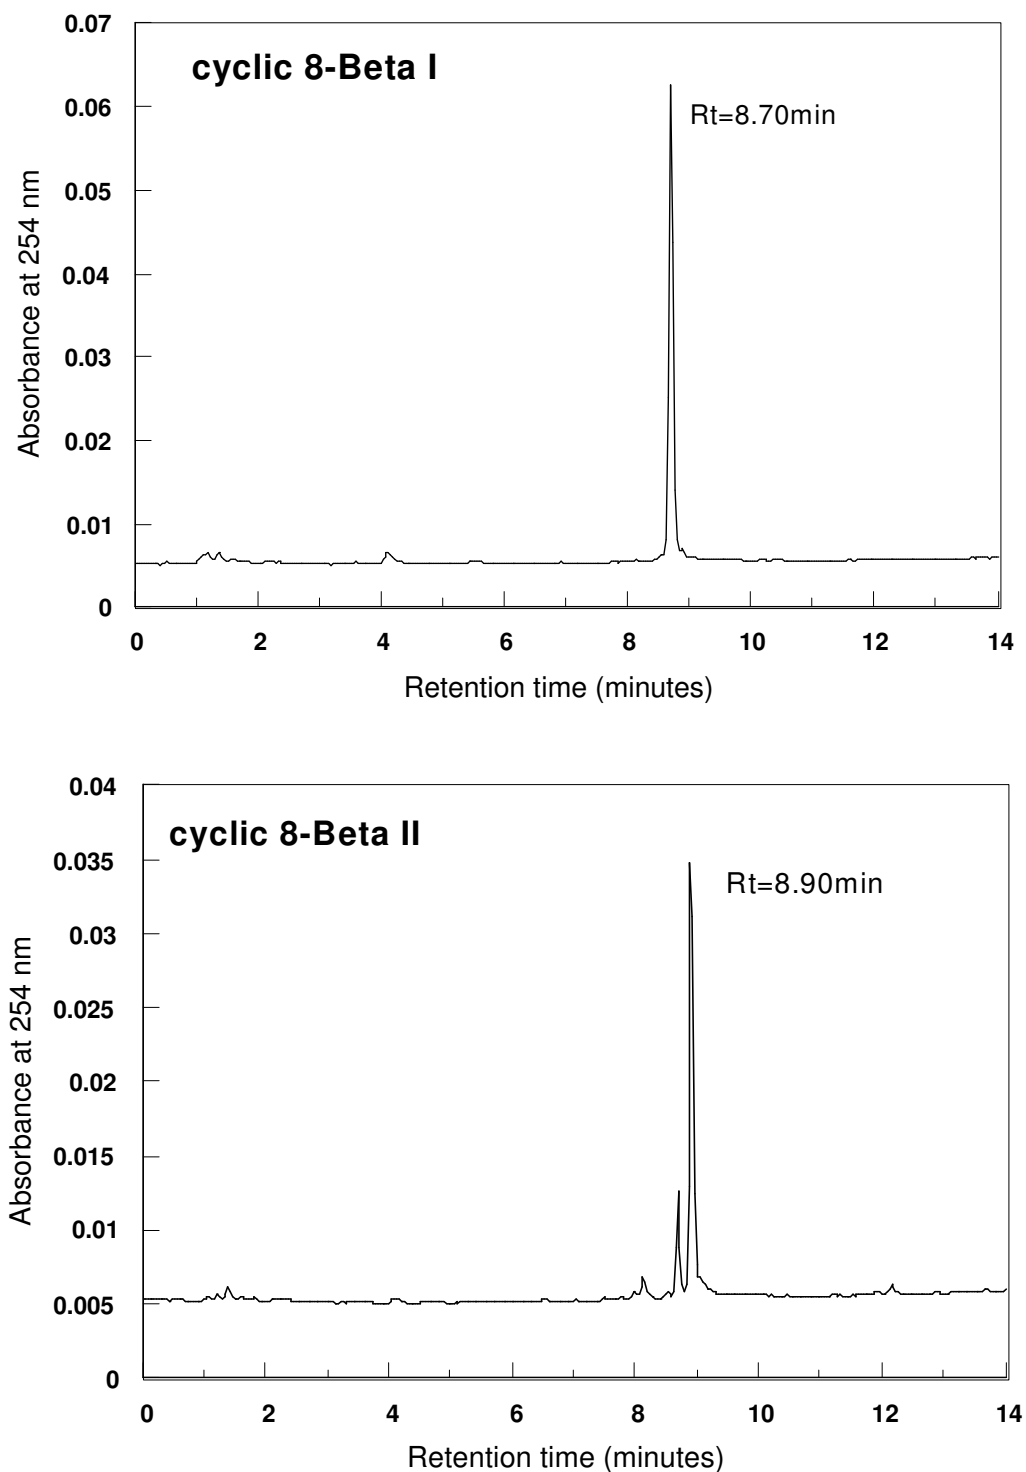 0.07
cyclic 8-Beta I
0.06
Rt=8.70min
0.05
0.04
0.03
0.02
0.01
0
Absorbance at 254 nm
0 2 4 6 8 10 12 14
Retention time (minutes)
0.04
cyclic 8-Beta II
0.035
Rt=8.90min
0.03
0.025
0.02
0.015
0.01
0.005
0
Absorbance at 254 nm
0 2 4 6 8 10 12 14
Retention time (minutes)